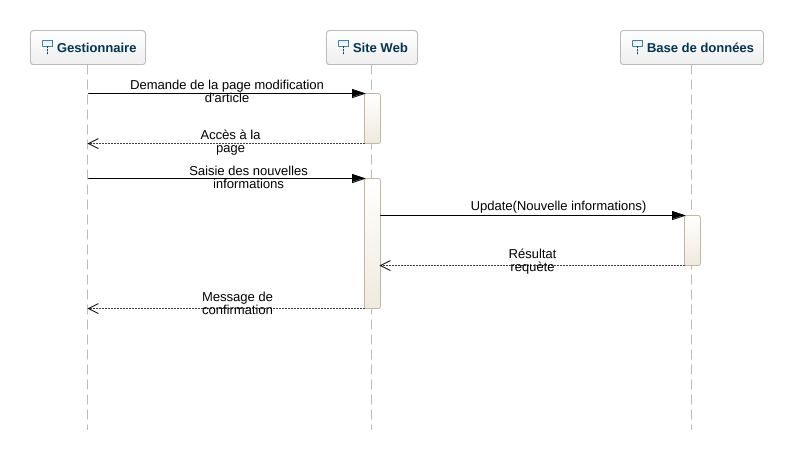 Gestionnaire
Site Web
Base de données
Demande de la page modification
d'article
Accès à la
page
Saisie des nouvelles
informations
Update(Nouvelle informations)
Résultat
requète
Message de
confirmation